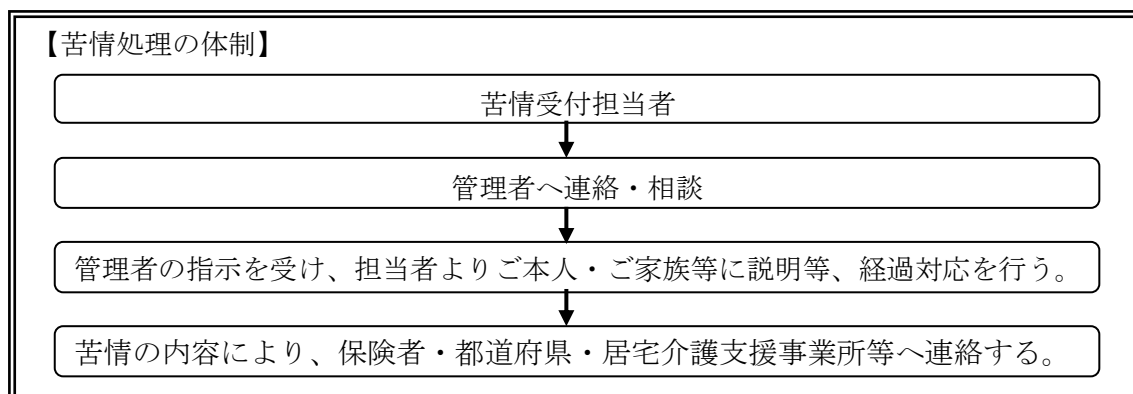 【苦情処理の体制】
苦情受付担当者
管理者へ連絡・相談
管理者の指示を受け、担当者よりご本人・ご家族等に説明等、経過対応を行う。
苦情の内容により、保険者・都道府県・居宅介護支援事業所等へ連絡する。